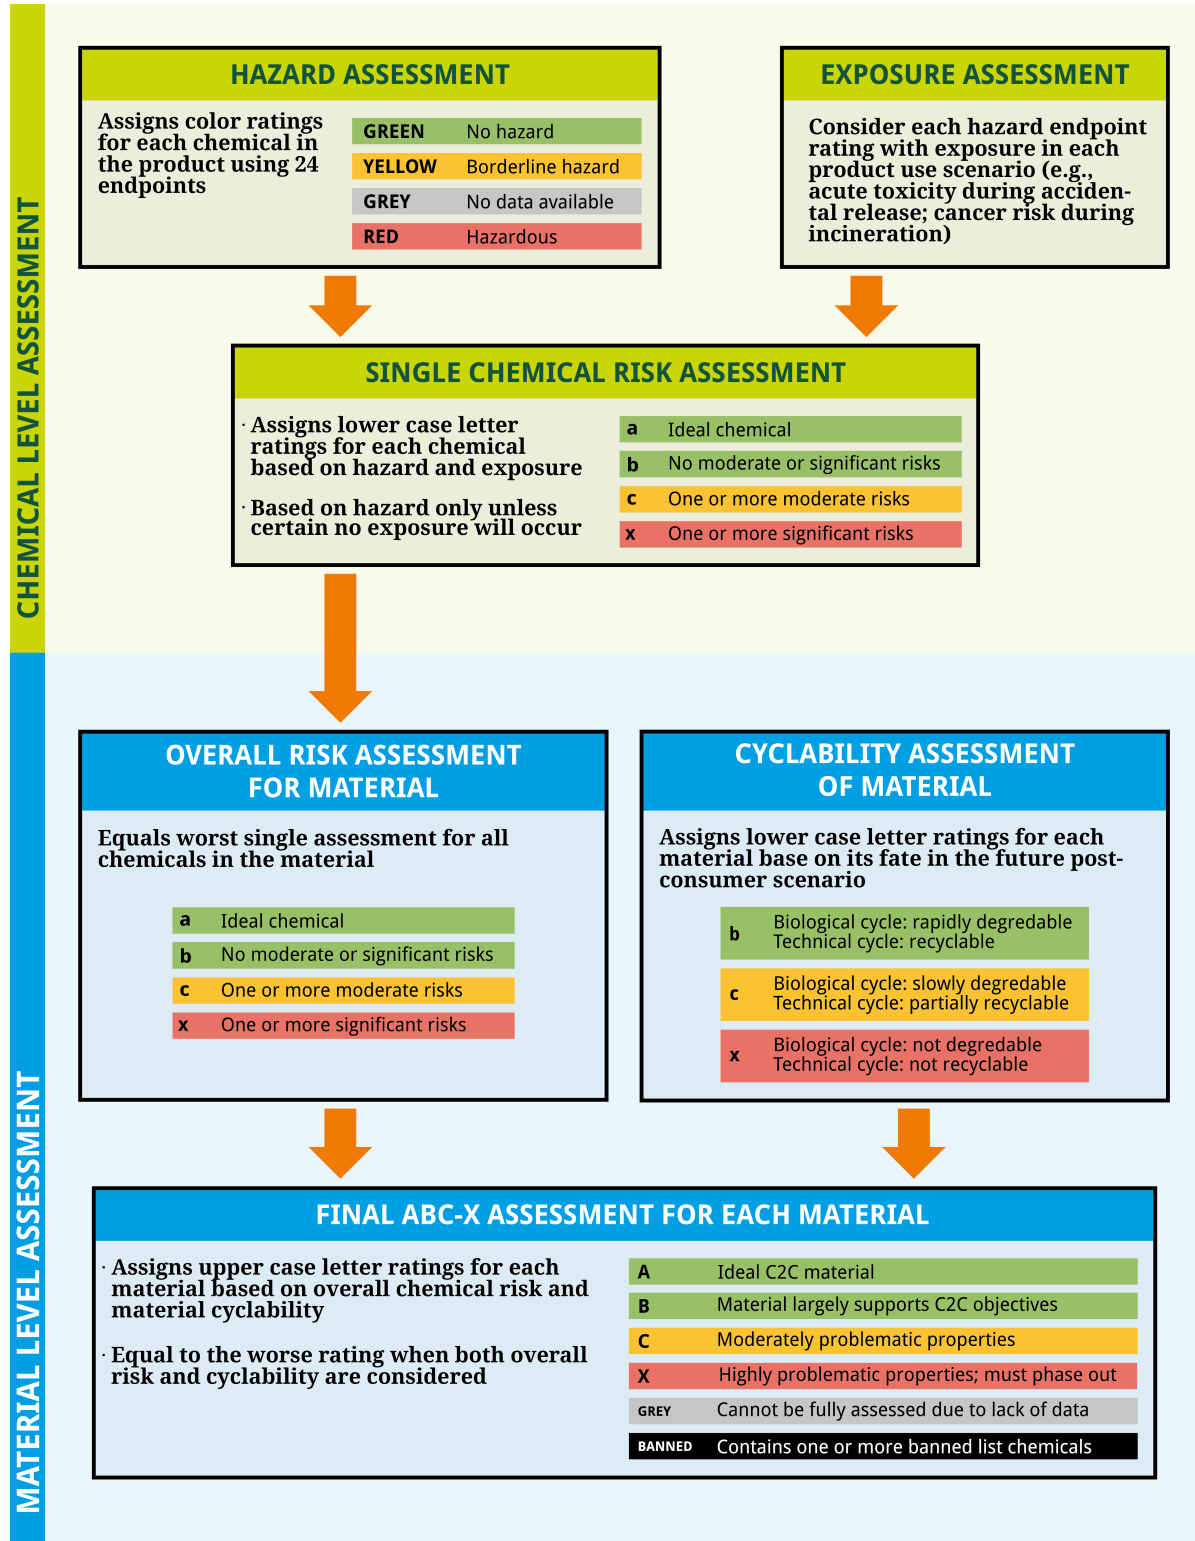 CHEMICAL LEVEL ASSESSMENT
HAZARD ASSESSMENT
Assigns color ratings
for each chemical in
the product using 24
endpoints
GREEN No hazard
YELLOW Borderline hazard
GREY No data available
RED Hazardous
EXPOSURE ASSESSMENT
Consider each hazard endpoint
rating with exposure in each
product use scenario (e.g.,
acute toxicity during acciden-
tal release; cancer risk during
incineration)
SINGLE CHEMICAL RISK ASSESSMENT
· Assigns lower case letter
ratings for each chemical
based on hazard and exposure
· Based on hazard only unless
certain no exposure will occur
a Ideal chemical
b No moderate or significant risks
c One or more moderate risks
x One or more significant risks
MATERIAL LEVEL ASSESSMENT
OVERALL RISK ASSESSMENT
FOR MATERIAL
Equals worst single assessment for all
chemicals in the material
a Ideal chemical
b No moderate or significant risks
c One or more moderate risks
x One or more significant risks
CYCLABILITY ASSESSMENT
OF MATERIAL
Assigns lower case letter ratings for each
material base on its fate in the future post-
consumer scenario
b Biological cycle: rapidly degredable
Technical cycle: recyclable
c Biological cycle: slowly degredable
Technical cycle: partially recyclable
x Biological cycle: not degredable
Technical cycle: not recyclable
FINAL ABC-X ASSESSMENT FOR EACH MATERIAL
· Assigns upper case letter ratings for each
material based on overall chemical risk and
material cyclability
· Equal to the worse rating when both overall
risk and cyclability are considered
A Ideal C2C material
B Material largely supports C2C objectives
C Moderately problematic properties
X Highly problematic properties; must phase out
GREY Cannot be fully assessed due to lack of data
BANNED Contains one or more banned list chemicals